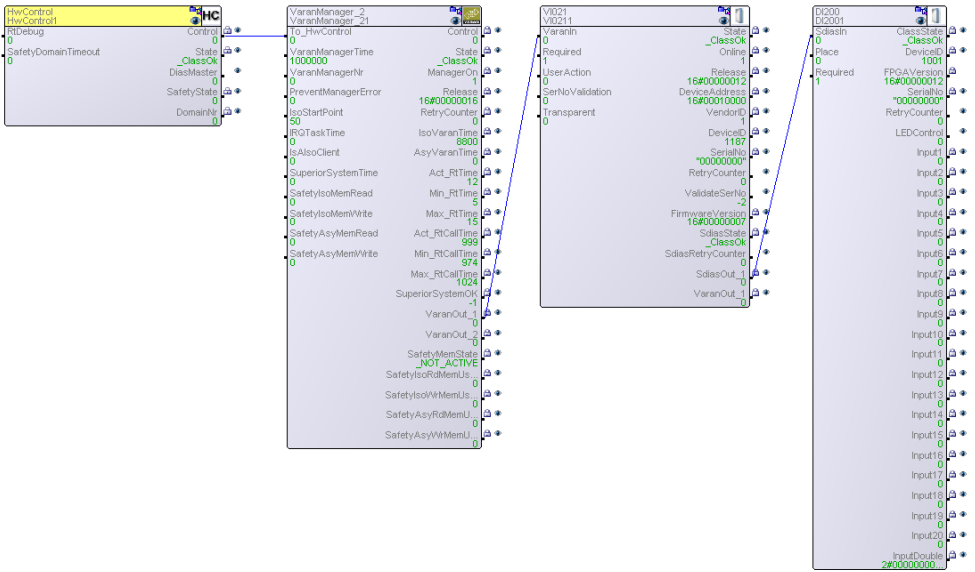 HwControl
HwControl1
HC
RtDebug
0
SafetyDomainTimeout
0
Control
0
State
_ClassOk
DiasMaster
0
SafetyState
0
DomainNr
0
VaranManager_2
VaranManager_21
To_HwControl
0
VaranManagerTime
1000000
VaranManagerNr
0
PreventManagerError
0
IsoStartPoint
50
IRQTaskTime
0
IsAlsoClient
0
SuperiorSystemTime
0
SafetyIsoMemRead
0
SafetyIsoMemWrite
0
SafetyAsyMemRead
0
SafetyAsyMemWrite
0
Control
0
State
_ClassOk
ManagerOn
1
Release
16#00000016
RetryCounter
0
IsoVaranTime
8800
AsyVaranTime
0
Act_RtTime
12
Min_RtTime
5
Max_RtTime
15
Act_RtCallTime
999
Min_RtCallTime
974
Max_RtCallTime
1024
SuperiorSystemOK
-1
VaranOut_1
0
VaranOut_2
0
SafetyMemState
_NOT_ACTIVE
SafetyIsoRdMemUs...
0
SafetyIsoWrMemUs...
0
SafetyAsyRdMemU...
0
SafetyAsyWrMemU...
0
VI021
VI0211
VaranIn
0
Required
1
UserAction
0
SerNoValidation
0
Transparent
0
State
_ClassOk
Online
1
Release
16#00000012
DeviceAddress
16#00010000
VendorID
1
DeviceID
1187
SerialNo
"00000000"
RetryCounter
0
ValidateSerNo
-2
FirmwareVersion
16#00000007
SdiasState
_ClassOk
SdiasRetryCounter
0
SdiasOut_1
0
VaranOut_1
0
DI200
DI2001
SdiasIn
0
Place
0
Required
1
ClassState
_ClassOk
DeviceID
1001
FPGAVersion
16#00000012
SerialNo
"00000000"
RetryCounter
0
LEDControl
0
Input1
0
Input2
0
Input3
0
Input4
0
Input5
0
Input6
0
Input7
0
Input8
0
Input9
0
Input10
0
Input11
0
Input12
0
Input13
0
Input14
0
Input15
0
Input16
0
Input17
0
Input18
0
Input19
0
Input20
0
InputDouble
2#00000000...